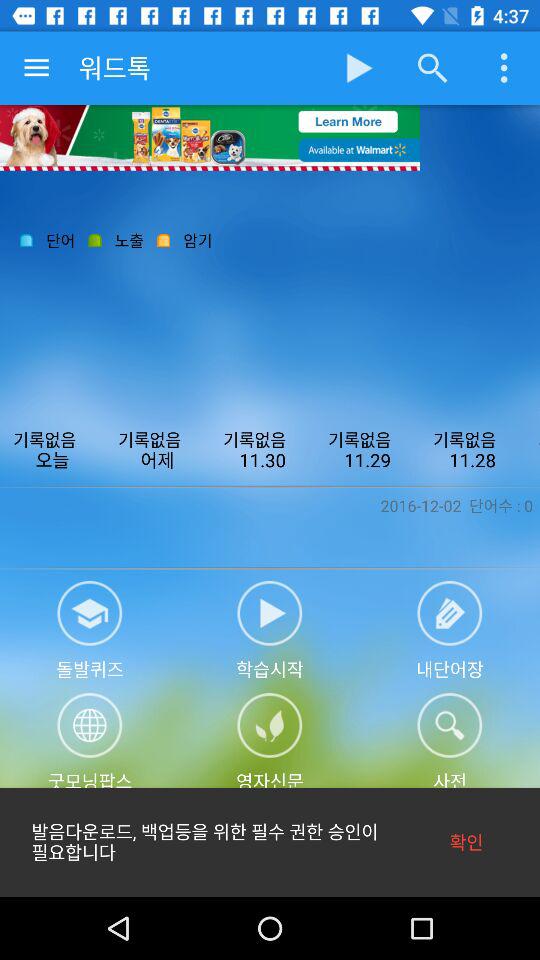 4:37
워드톡
Learn More
Available at Walmart
단어 노출 암기
기록없음 기록없음 기록없음 기록없음 기록없음
오늘 어제 11.30 11.29 11.28
2016-12-02 단어수 : 0
돌발퀴즈 학습시작 내단어장
굿모닝팝스 영자신문 사전
발음다운로드, 백업등을 위한 필수 권한 승인이
필요합니다
확인